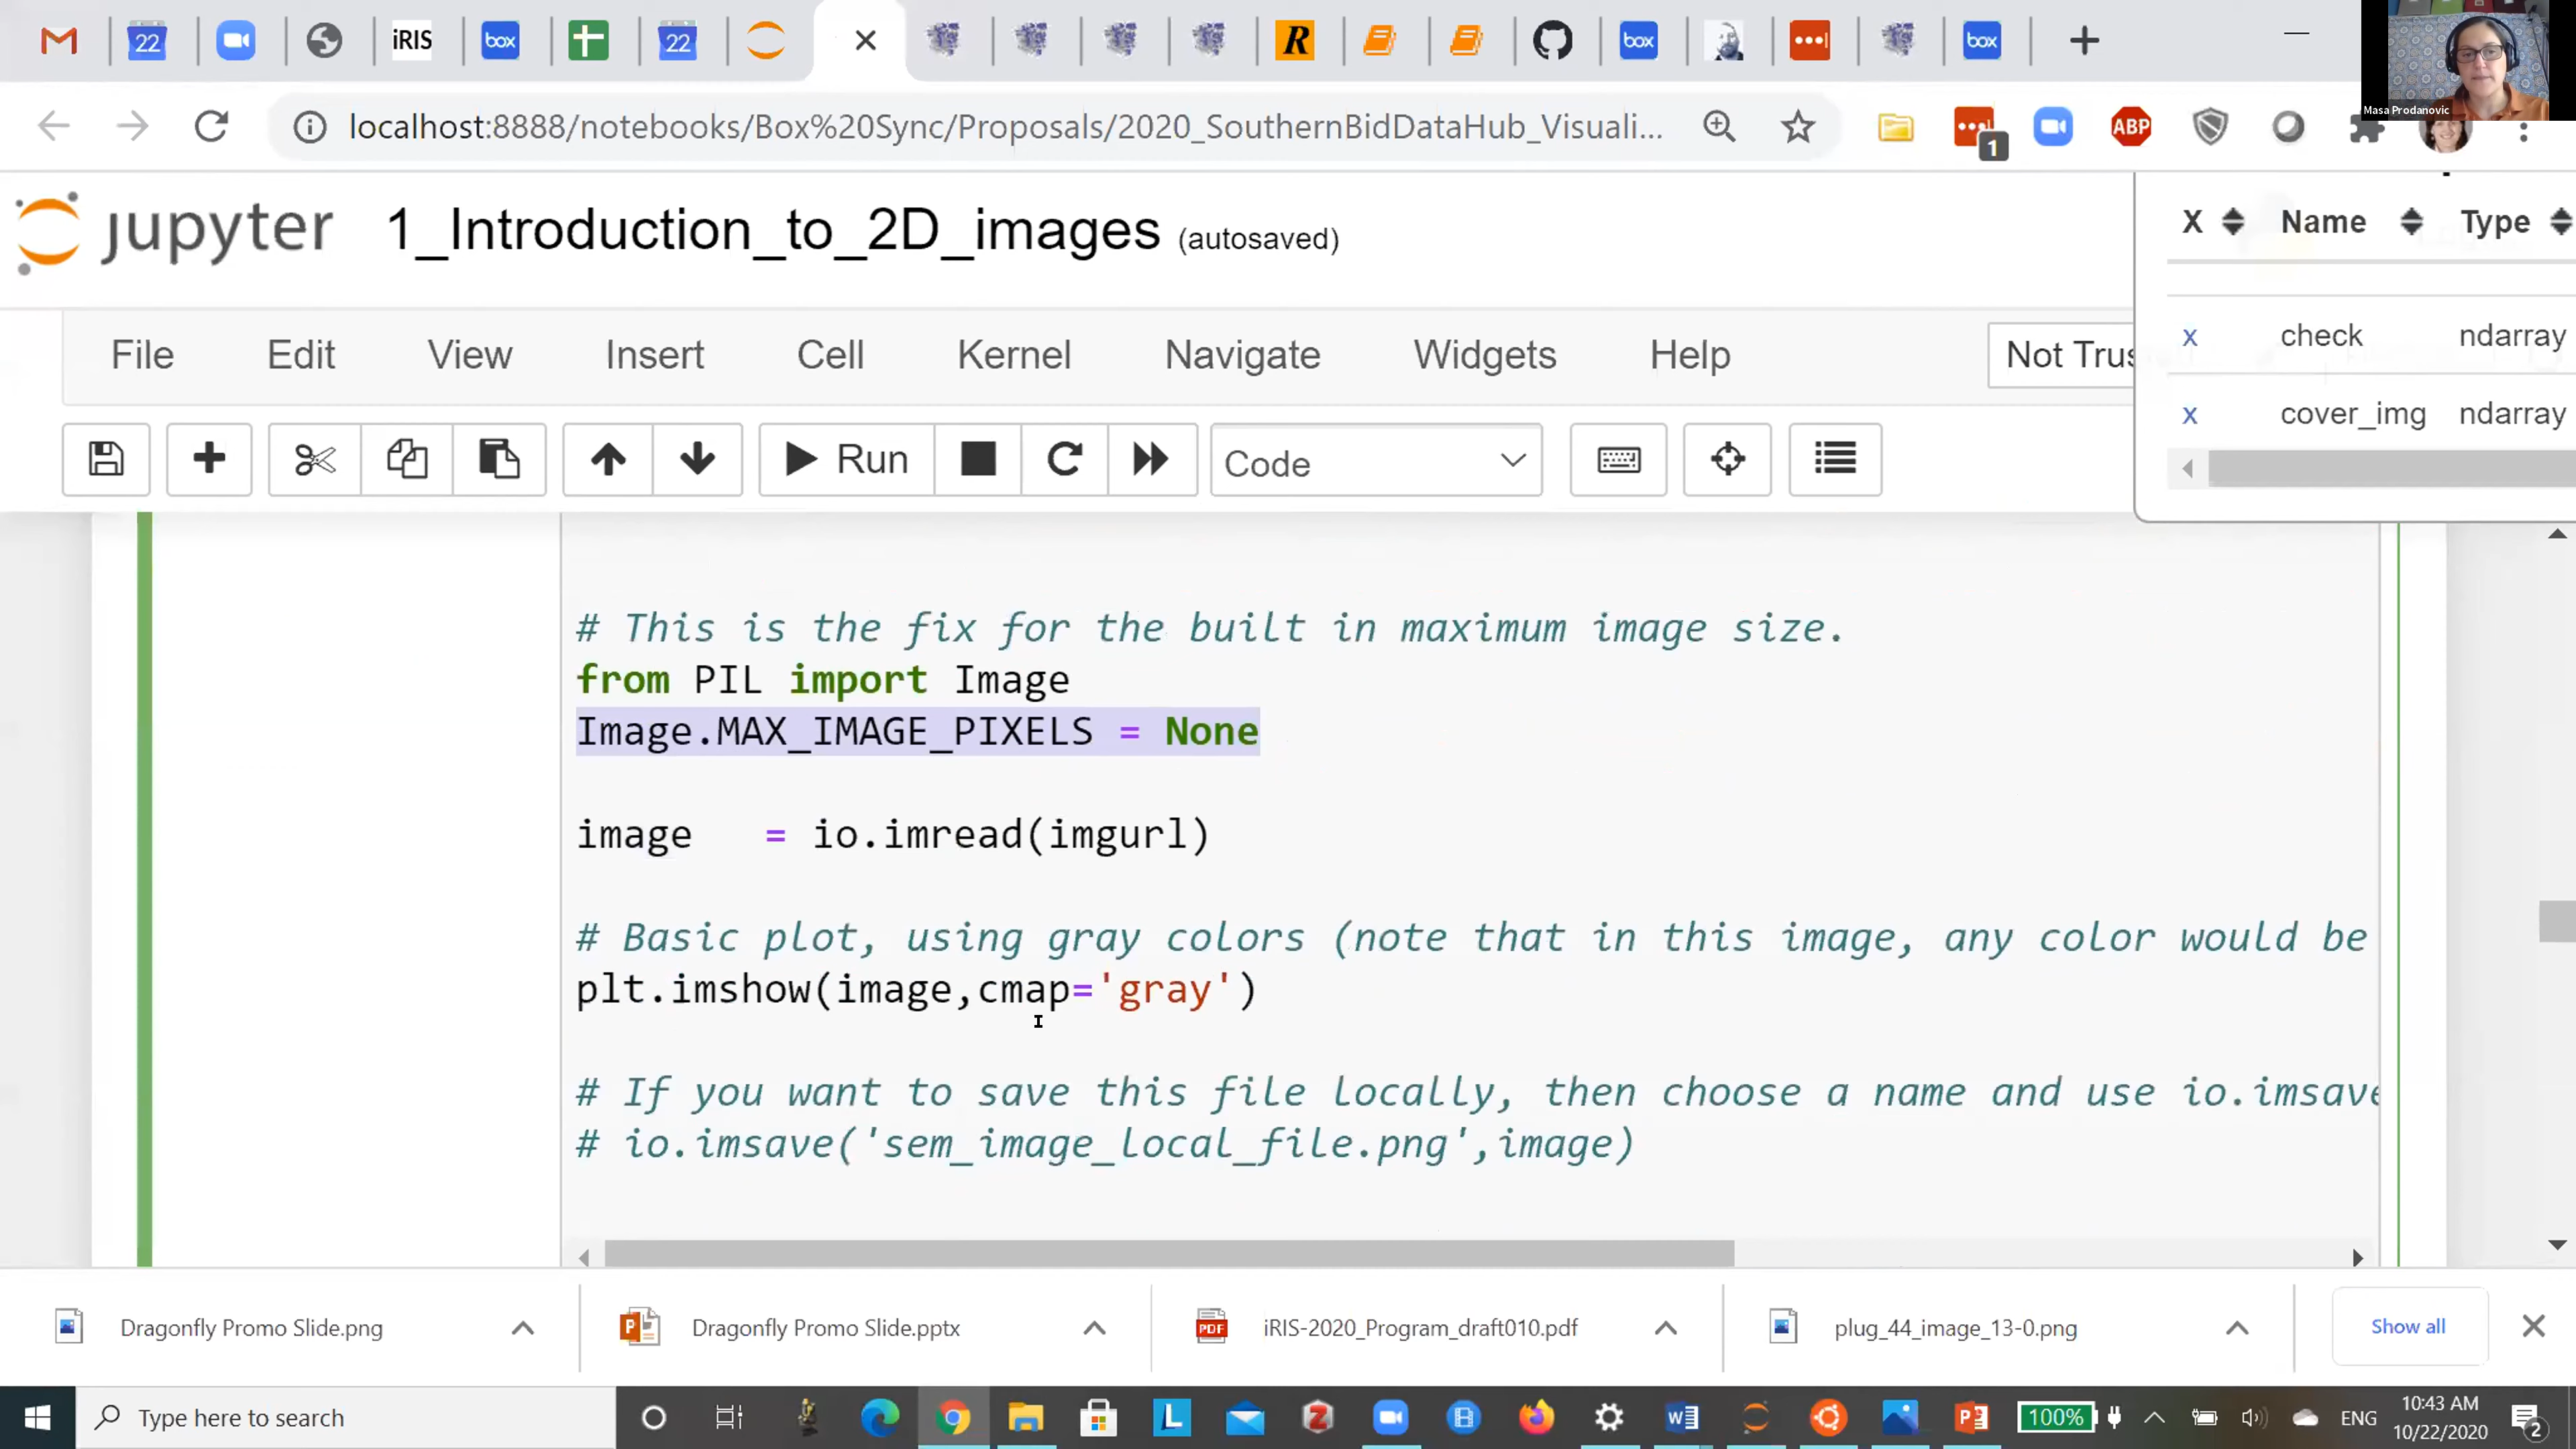 22
iRIS
box
22
R
box
box
localhost:8888/notebooks/Box%20Sync/Proposals/2020_SouthernBidDataHub_Visuali...
1
ABP
Masa Prodanovic
jupyter
1_Introduction_to_2D_images (autosaved)
X Name Type
x check ndarray
x cover_img ndarray
File Edit View Insert Cell Kernel Navigate Widgets Help
Not Trus
Run
Code
# This is the fix for the built in maximum image size.
from PIL import Image
Image.MAX_IMAGE_PIXELS = None
image = io.imread(imgurl)
# Basic plot, using gray colors (note that in this image, any color would be
plt.imshow(image,cmap='gray')
# If you want to save this file locally, then choose a name and use io.imsave
# io.imsave('sem_image_local_file.png',image)
Dragonfly Promo Slide.png
Dragonfly Promo Slide.pptx
PDF
iRIS-2020_Program_draft010.pdf
plug_44_image_13-0.png
Show all
Type here to search
100%
ENG
10:43 AM
10/22/2020
2